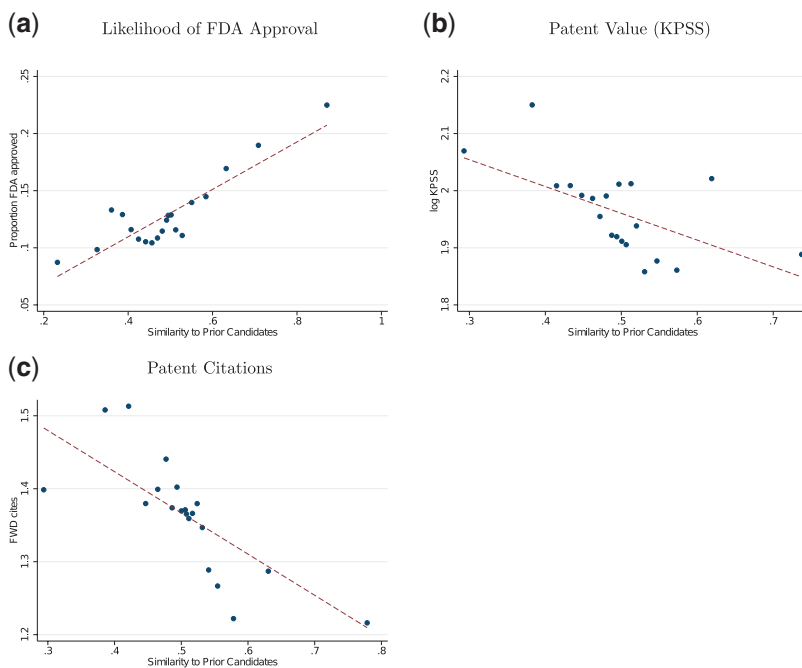 (a)
Likelihood of FDA Approval
Proportion FDA approved
.25
.2
.15
.1
.05
.2
.4
.6
.8
1
Similarity to Prior Candidates
(b)
Patent Value (KPSS)
log KPSS
2.2
2.1
2
1.9
1.8
.3
.4
.5
.6
.7
Similarity to Prior Candidates
(c)
Patent Citations
FWD cites
1.5
1.4
1.3
1.2
.3
.4
.5
.6
.7
.8
Similarity to Prior Candidates